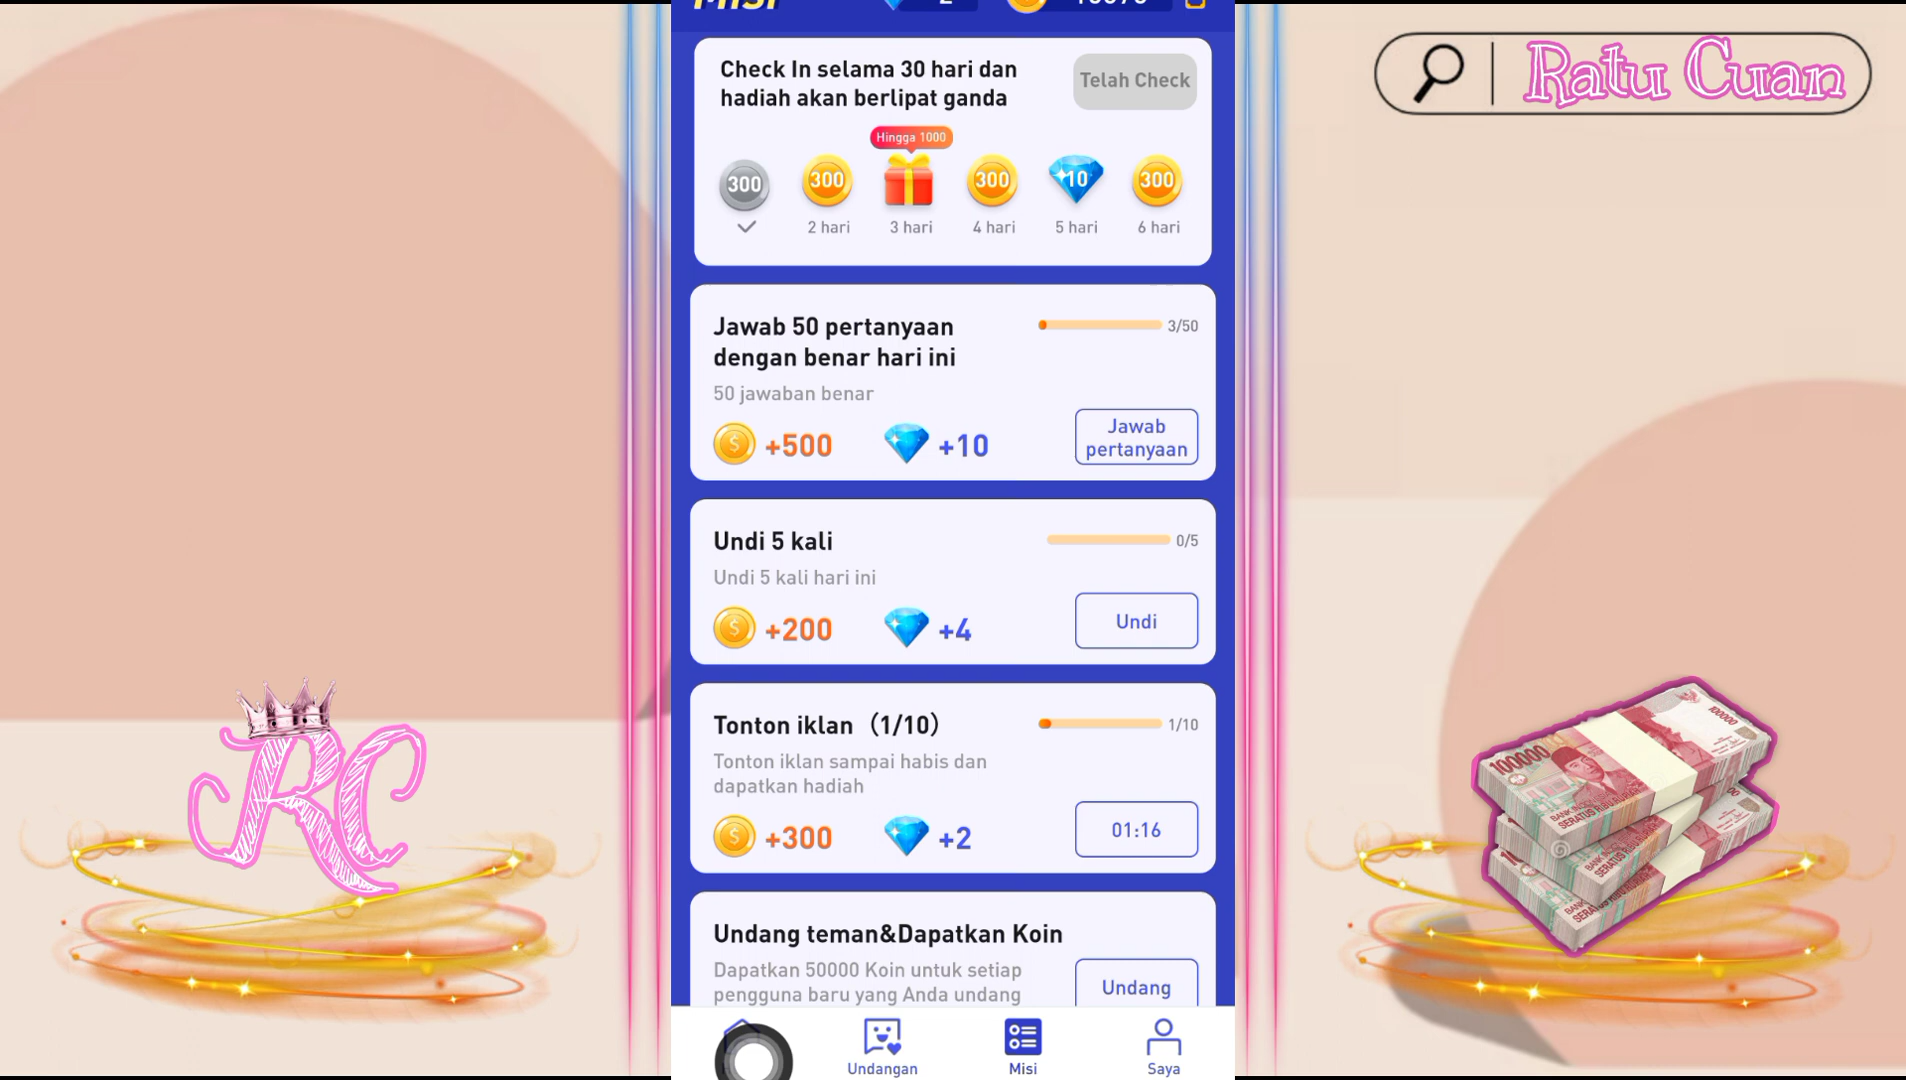 Ratu Cuan
Check In selama 30 hari dan
hadiah akan berlipat ganda
Telah Check
Hingga 1000
300
300
300
10
300
2 hari
3 hari
4 hari
5 hari
6 hari
Jawab 50 pertanyaan
dengan benar hari ini
3/50
50 jawaban benar
+500
+10
Jawab
pertanyaan
Undi 5 kali
0/5
Undi 5 kali hari ini
+200
+4
Undi
Tonton iklan （1/10）
1/10
Tonton iklan sampai habis dan
dapatkan hadiah
+300
+2
01:16
Undang teman&Dapatkan Koin
Dapatkan 50000 Koin untuk setiap
pengguna baru yang Anda undang
Undang
Undangan
Misi
Saya
RC
100000
100000
SERATUS RIBU RUPIAH